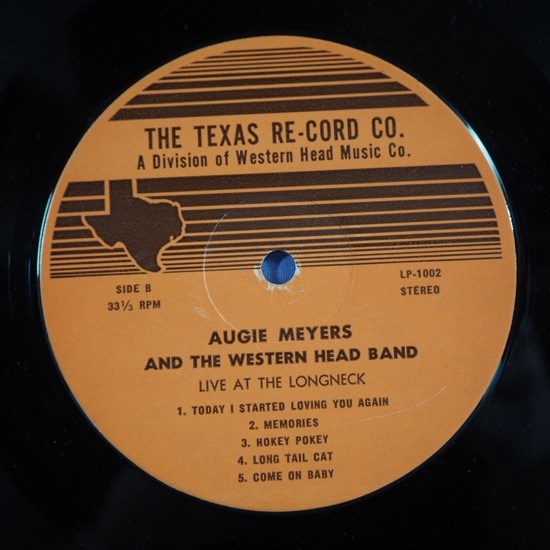 THE TEXAS RE-CORD CO.
A Division of Western Head Music Co.
SIDE B
33⅓ RPM
LP-1002
STEREO
AUGIE MEYERS
AND THE WESTERN HEAD BAND
LIVE AT THE LONGNECK
1. TODAY I STARTED LOVING YOU AGAIN
2. MEMORIES
3. HOKEY POKEY
4. LONG TAIL CAT
5. COME ON BABY